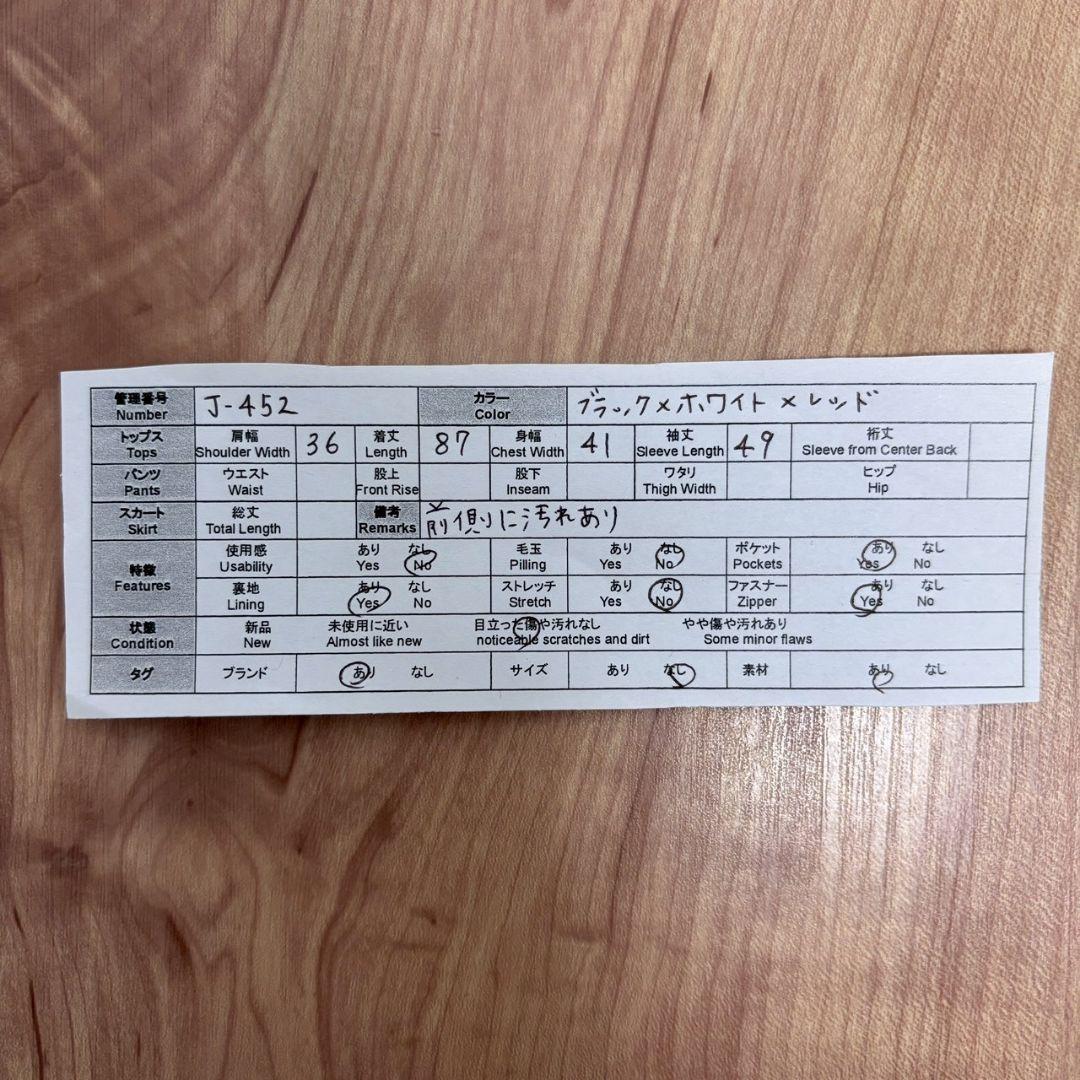 管理番号 Number J-452 カラー Color ブラック×ホワイト×レッド
トップス Tops 肩幅 Shoulder Width 36 着丈 Length 87 身幅 Chest Width 41 袖丈 Sleeve Length 49 裄丈 Sleeve from Center Back
パンツ Pants ウエスト Waist 股上 Front Rise 股下 Inseam ワタリ Thigh Width ヒップ Hip
スカート Skirt 総丈 Total Length 備考 Remarks 前側に汚れあり
特徴 Features 使用感 Usability あり Yes なし No 毛玉 Pilling あり Yes なし No ポケット Pockets あり Yes なし No
裏地 Lining あり Yes なし No ストレッチ Stretch あり Yes なし No ファスナー Zipper あり Yes なし No
状態 Condition 新品 New 未使用に近い Almost like new 目立った傷や汚れなし noticeable scratches and dirt やや傷や汚れあり Some minor flaws
タグ ブランド あり なし サイズ あり なし 素材 あり なし